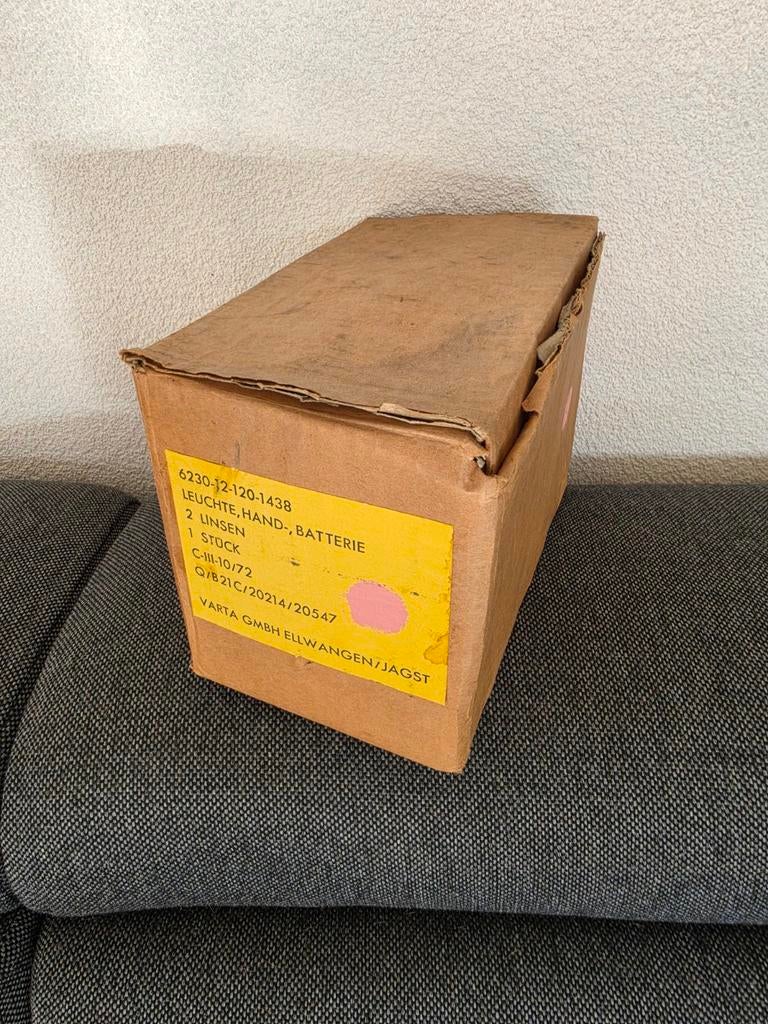 6230-12-120-1438
LEUCHTE,HAND-,BATTERIE
2 LINSEN
1 STÜCK
C-III-10/72
Q/B21C/20214/20547
VARTA GMBH ELLWANGEN/JAGST